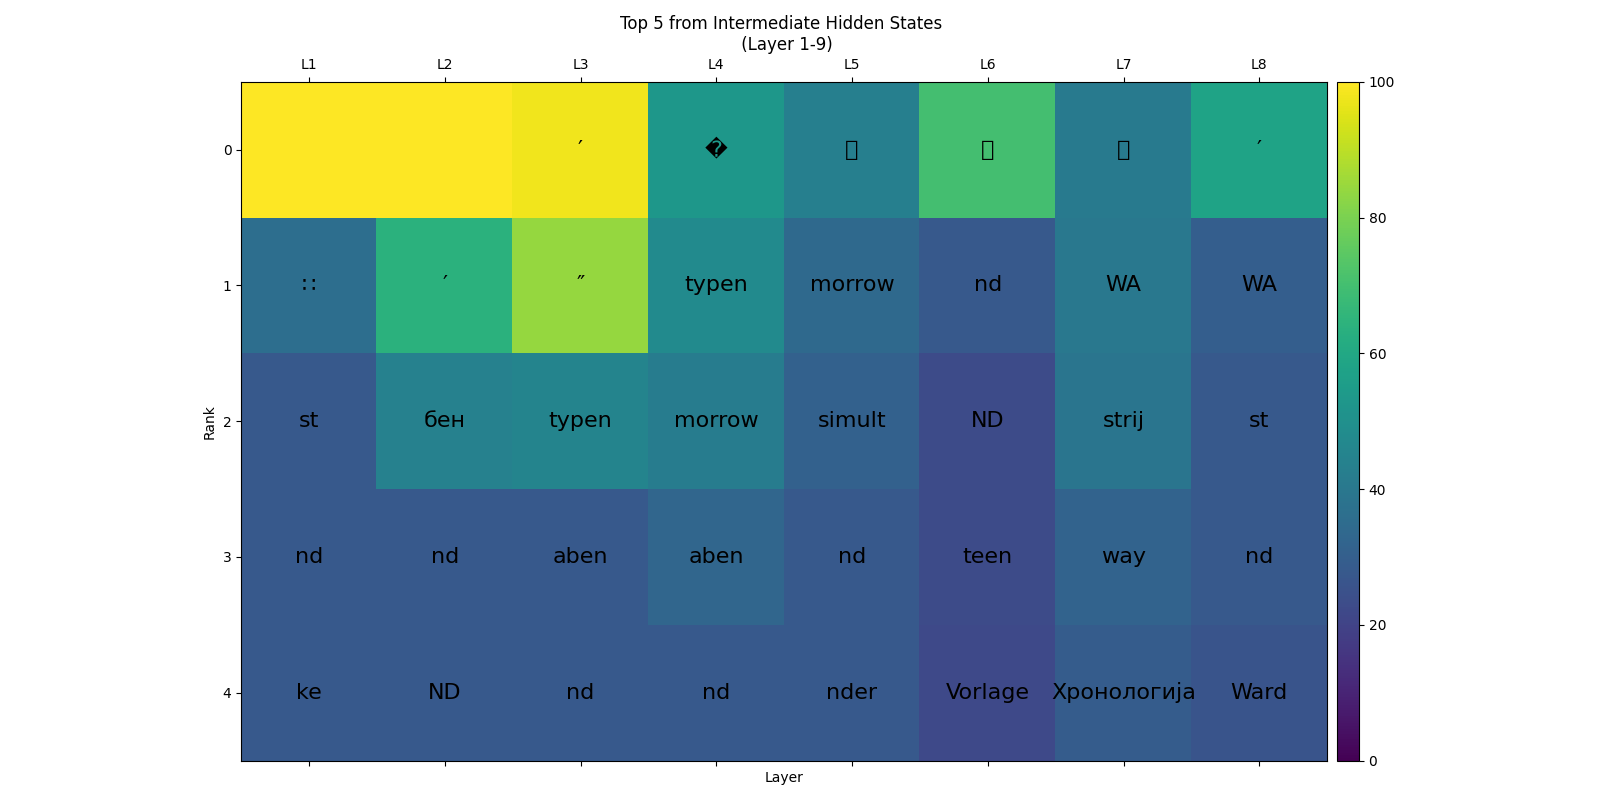 Top 5 from Intermediate Hidden States
(Layer 1-9)
L1 L2 L3 L4 L5 L6 L7 L8
0 ′ � ′
1 :: ′ ″ typen morrow nd WA WA
2 st бен typen morrow simult ND strij st
3 nd nd aben aben nd teen way nd
4 ke ND nd nd nder Vorlage Хронологија Ward
Rank
Layer
100
80
60
40
20
0